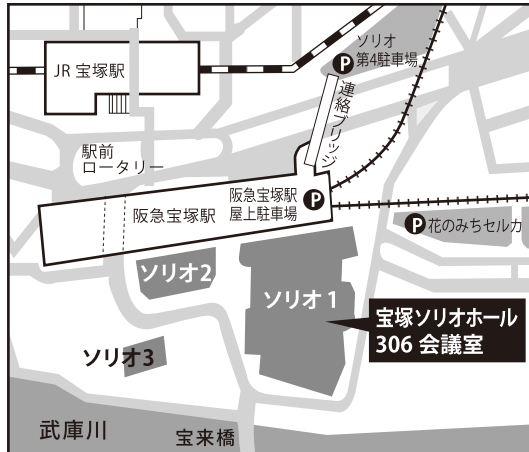 JR 宝塚駅
ソリオ
第4駐車場
P
連絡ブリッジ
駅前
ロータリー
阪急宝塚駅
阪急宝塚駅
屋上駐車場
P
P
花のみちセルカ
ソリオ2
ソリオ1
宝塚ソリオホール
306 会議室
ソリオ3
武庫川
宝来橋